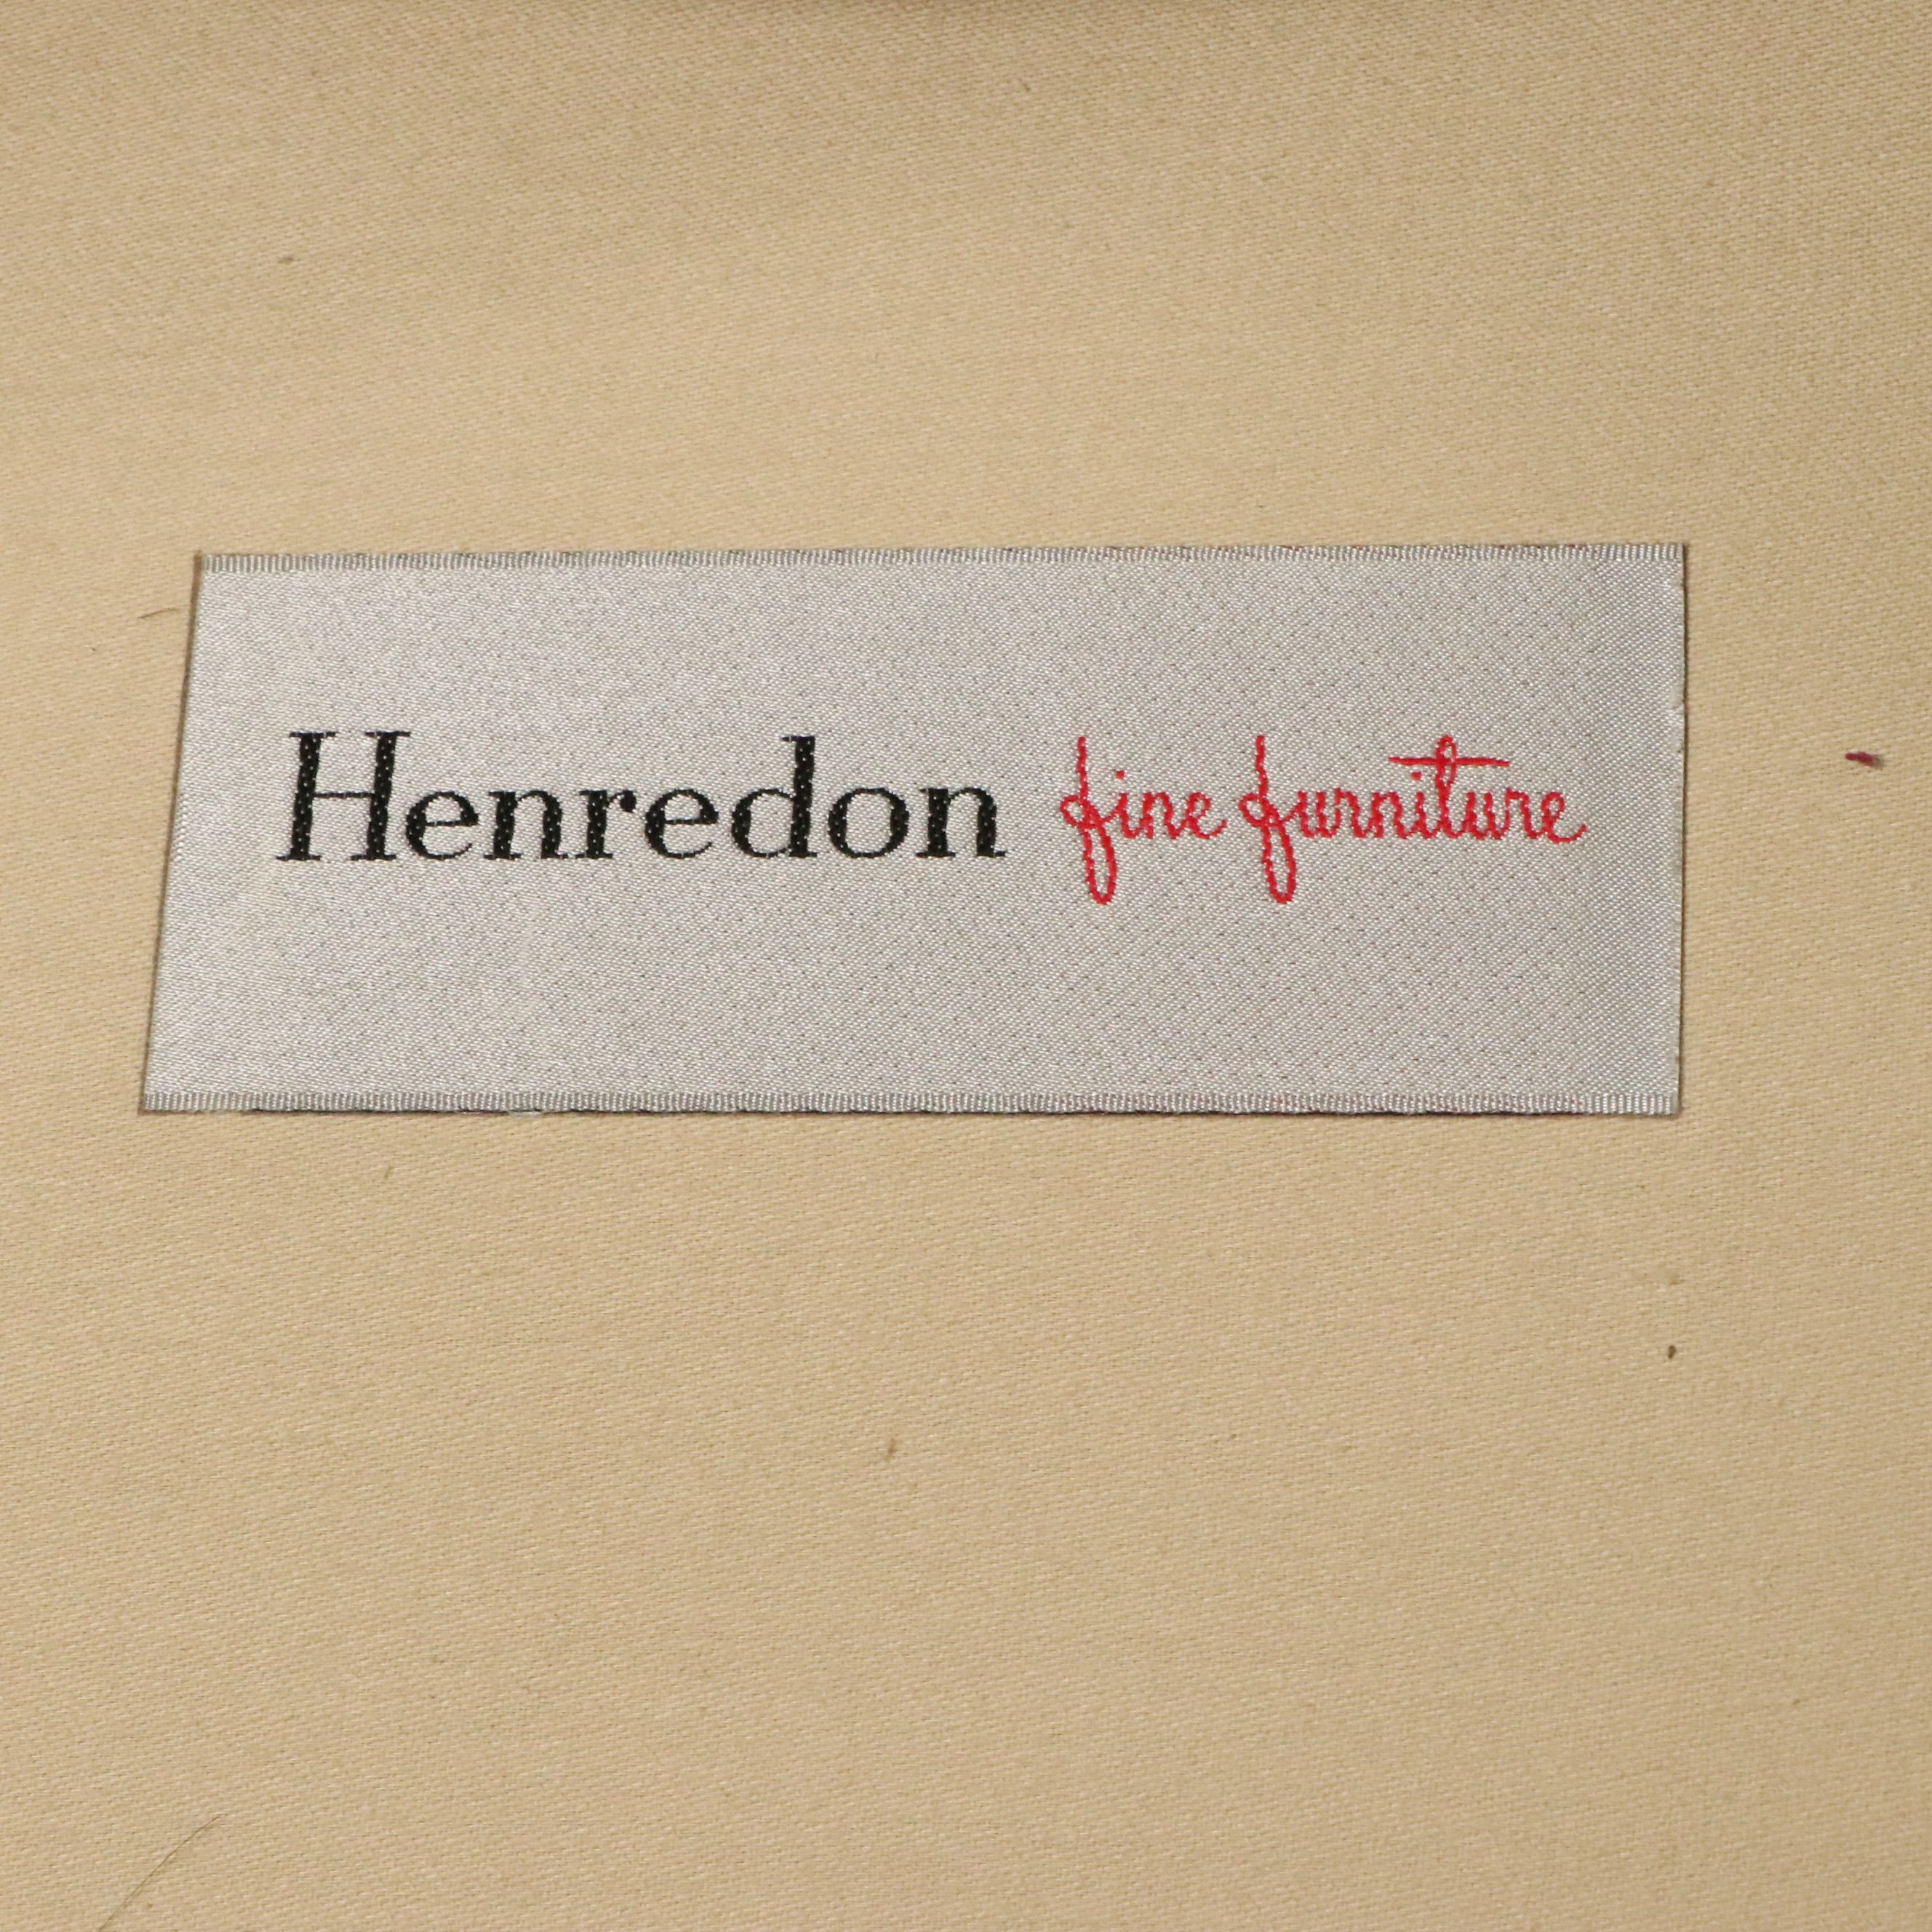 Henredon fine furniture